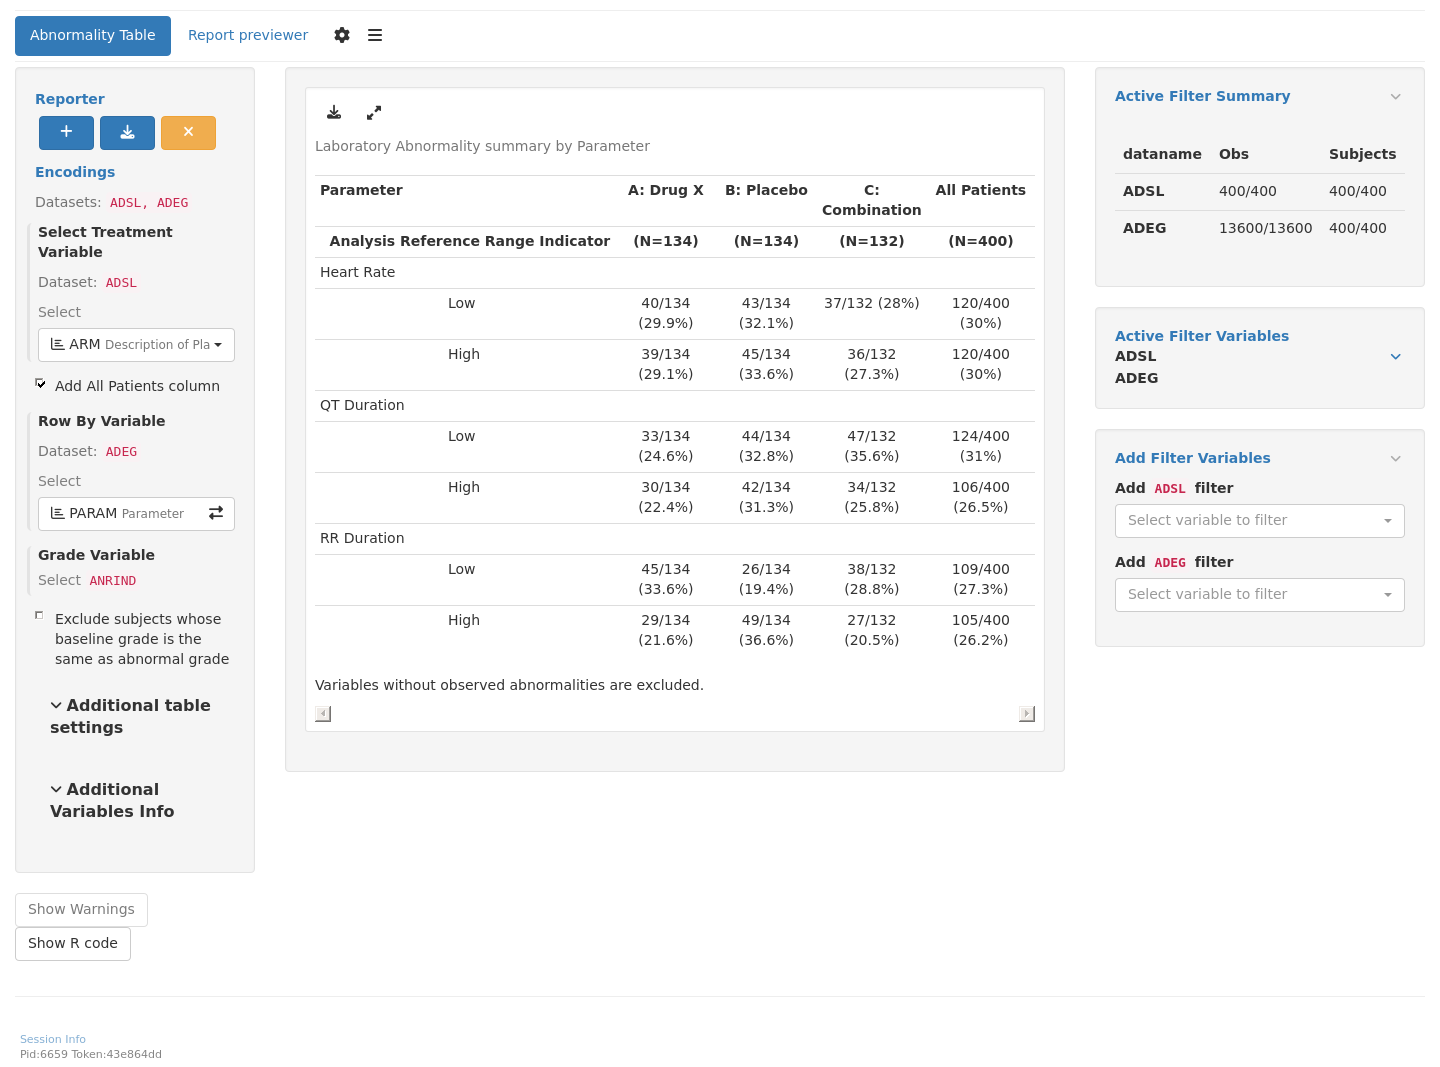 Abnormality Table
Report previewer
Reporter
Encodings
Datasets: ADSL, ADEG
Select Treatment
Variable
Dataset: ADSL
Select
ARM Description of Pla
Add All Patients column
Row By Variable
Dataset: ADEG
Select
PARAM Parameter
Grade Variable
Select ANRIND
Exclude subjects whose
baseline grade is the
same as abnormal grade
Additional table
settings
Additional
Variables Info
Show Warnings
Show R code
Laboratory Abnormality summary by Parameter
Parameter A: Drug X B: Placebo C: All Patients
Combination
Analysis Reference Range Indicator (N=134) (N=134) (N=132) (N=400)
Heart Rate
Low 40/134 43/134 37/132 (28%) 120/400
(29.9%) (32.1%) (30%)
High 39/134 45/134 36/132 120/400
(29.1%) (33.6%) (27.3%) (30%)
QT Duration
Low 33/134 44/134 47/132 124/400
(24.6%) (32.8%) (35.6%) (31%)
High 30/134 42/134 34/132 106/400
(22.4%) (31.3%) (25.8%) (26.5%)
RR Duration
Low 45/134 26/134 38/132 109/400
(33.6%) (19.4%) (28.8%) (27.3%)
High 29/134 49/134 27/132 105/400
(21.6%) (36.6%) (20.5%) (26.2%)
Variables without observed abnormalities are excluded.
Active Filter Summary
dataname Obs Subjects
ADSL 400/400 400/400
ADEG 13600/13600 400/400
Active Filter Variables
ADSL
ADEG
Add Filter Variables
Add ADSL filter
Select variable to filter
Add ADEG filter
Select variable to filter
Session Info
Pid:6659 Token:43e864dd